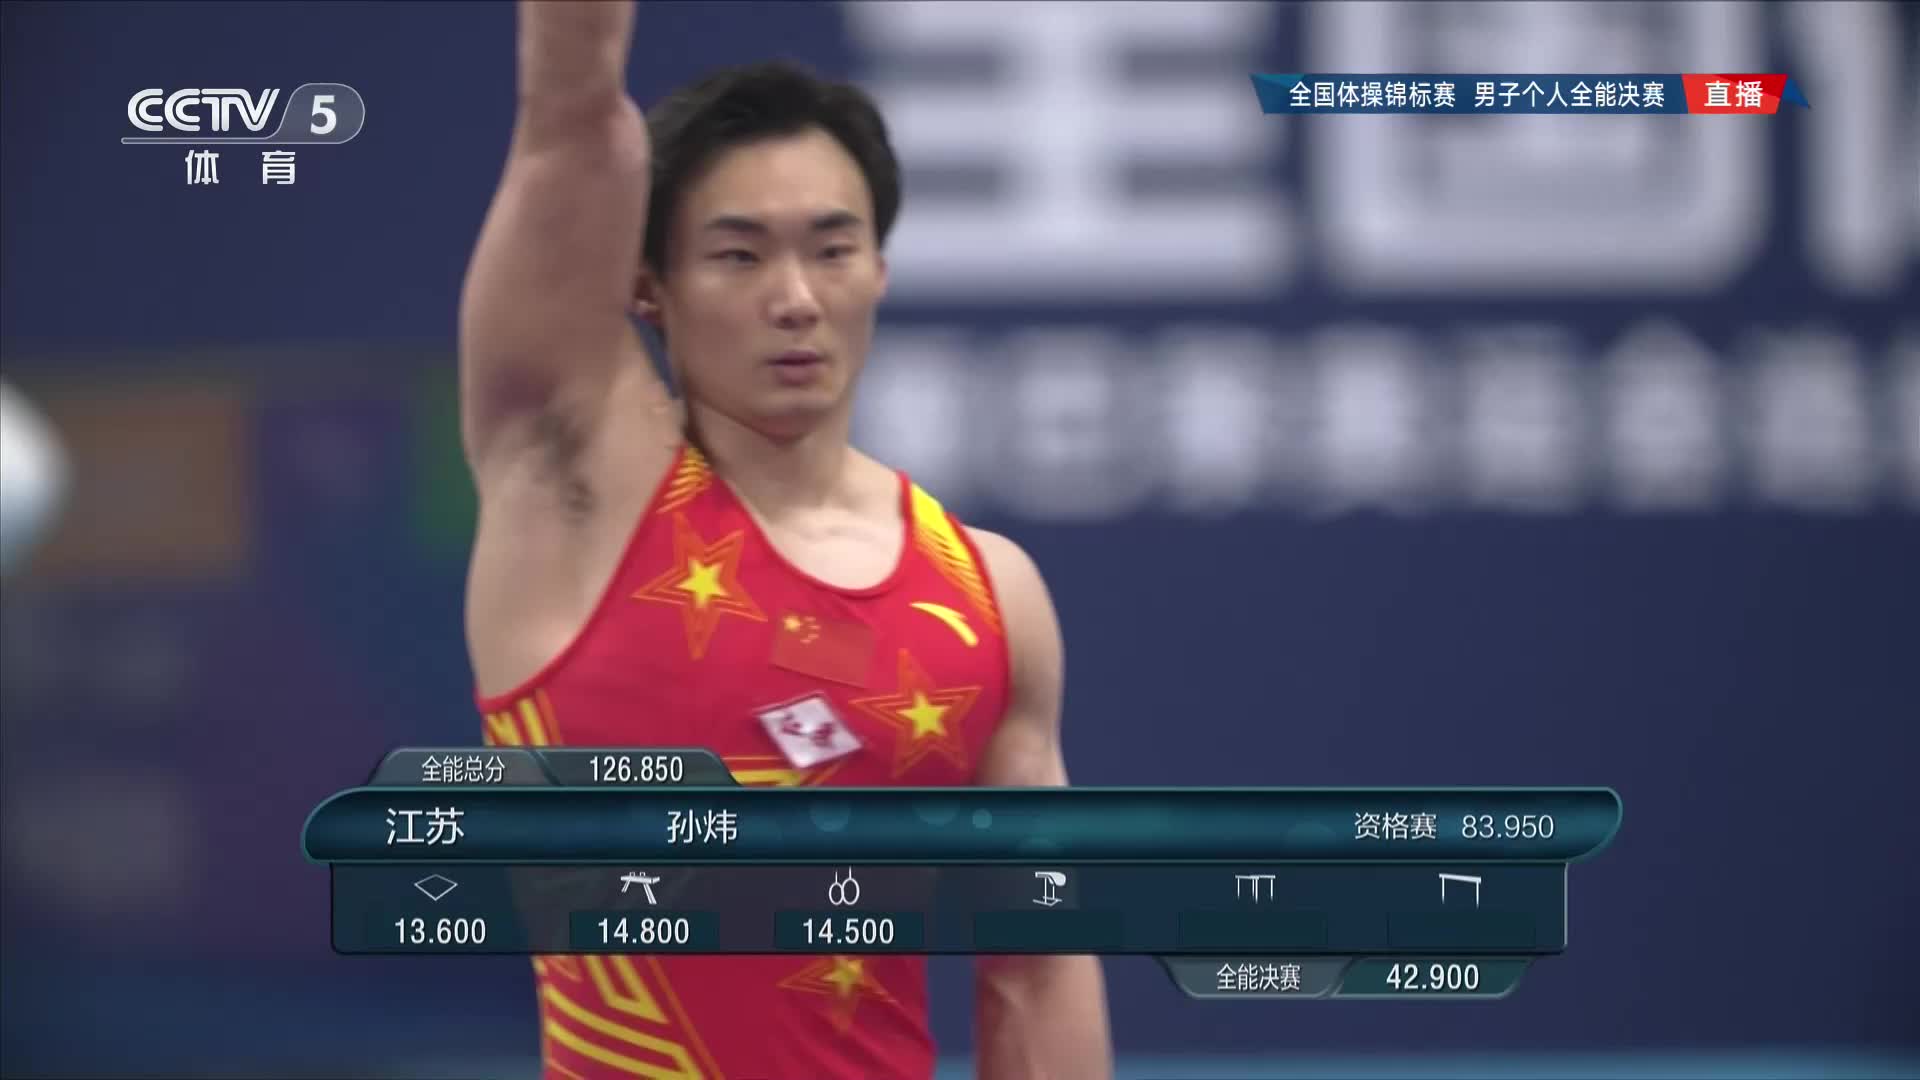 CCTV 5
体育
全国体操锦标赛 男子个人全能决赛 直播
全能总分 126.850
江苏 孙炜 资格赛 83.950
13.600 14.800 14.500
全能决赛 42.900